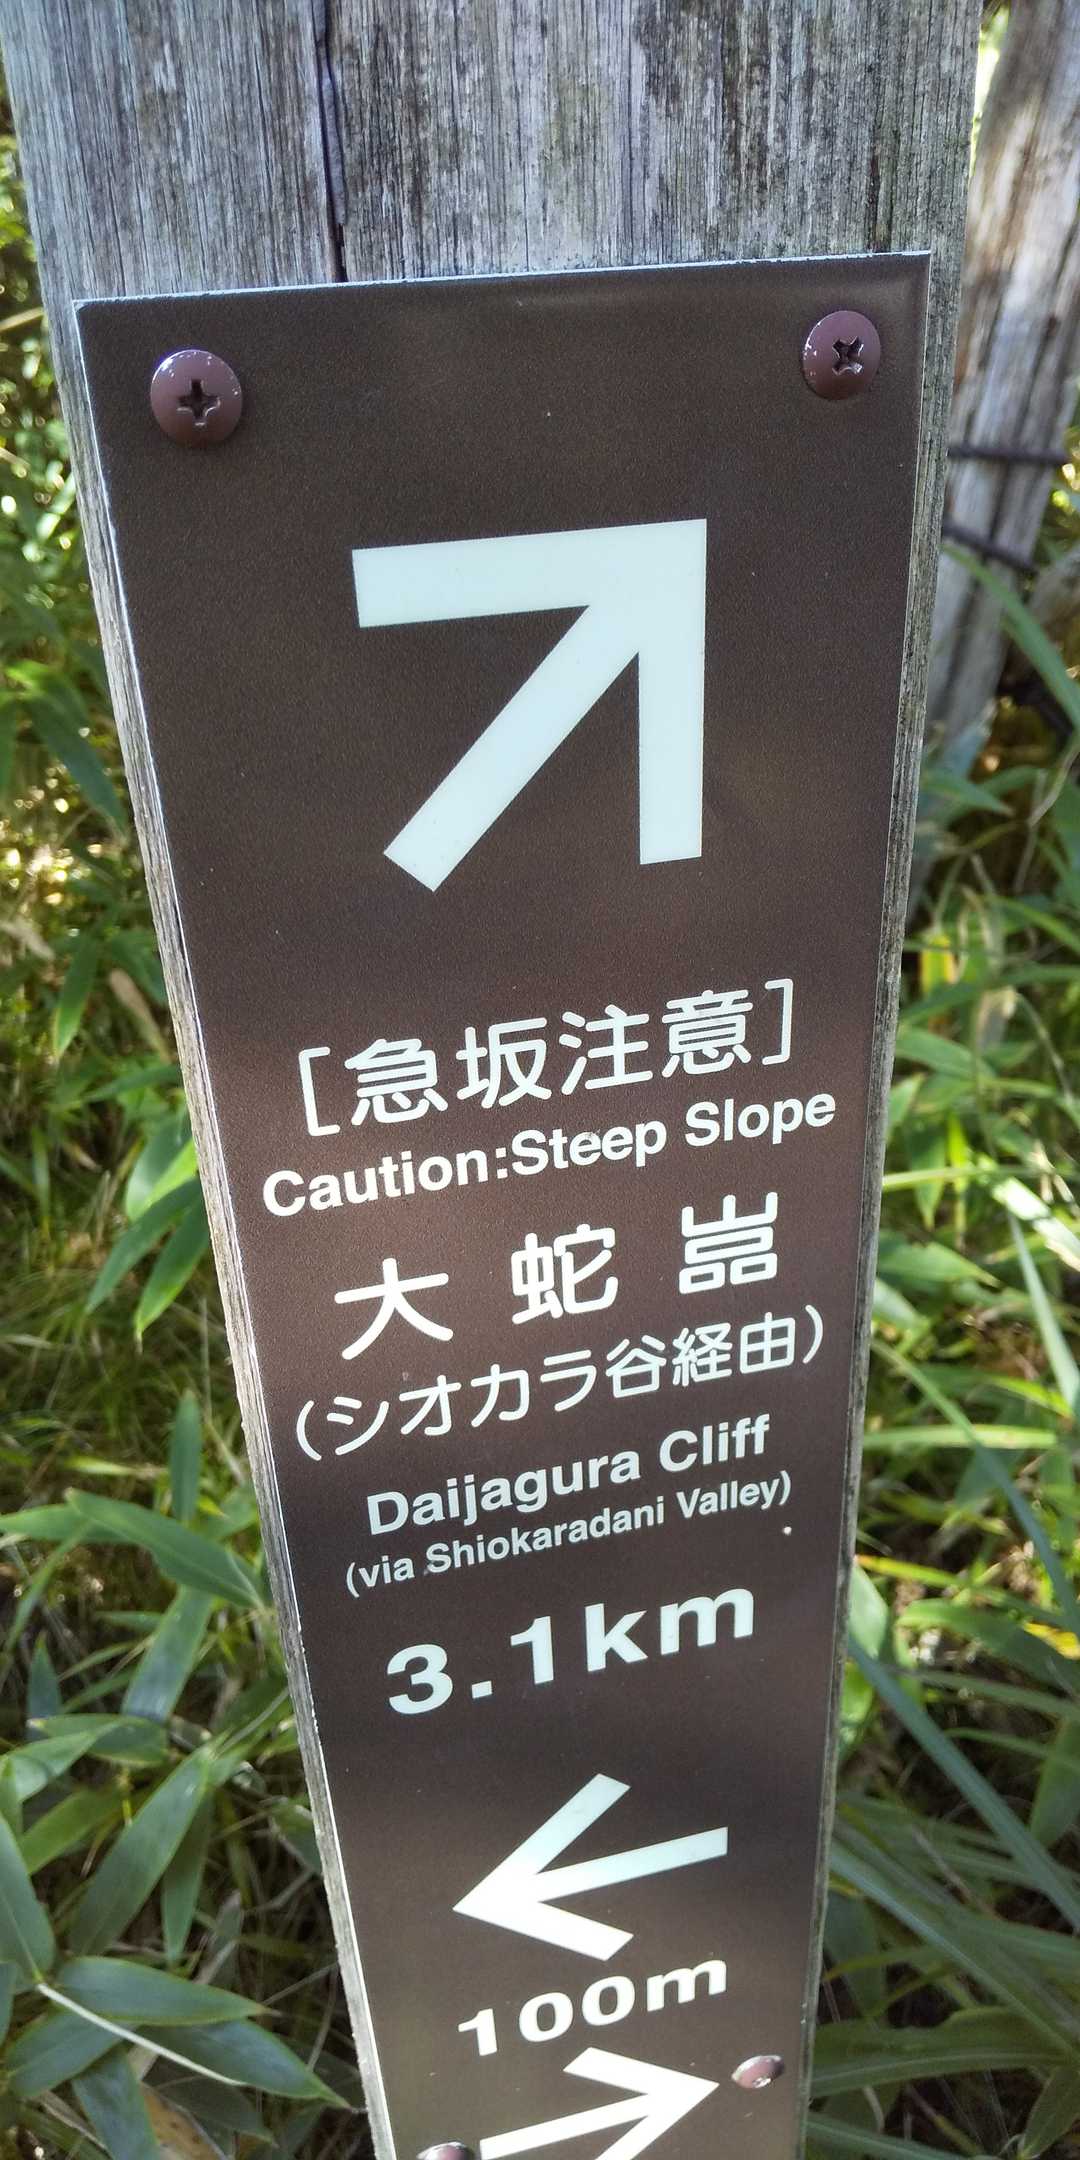 [急坂注意]
Caution:Steep Slope
大蛇嵓
(シオカラ谷経由)
Daijagura Cliff
(via Shiokaradani Valley)
3.1km
100m